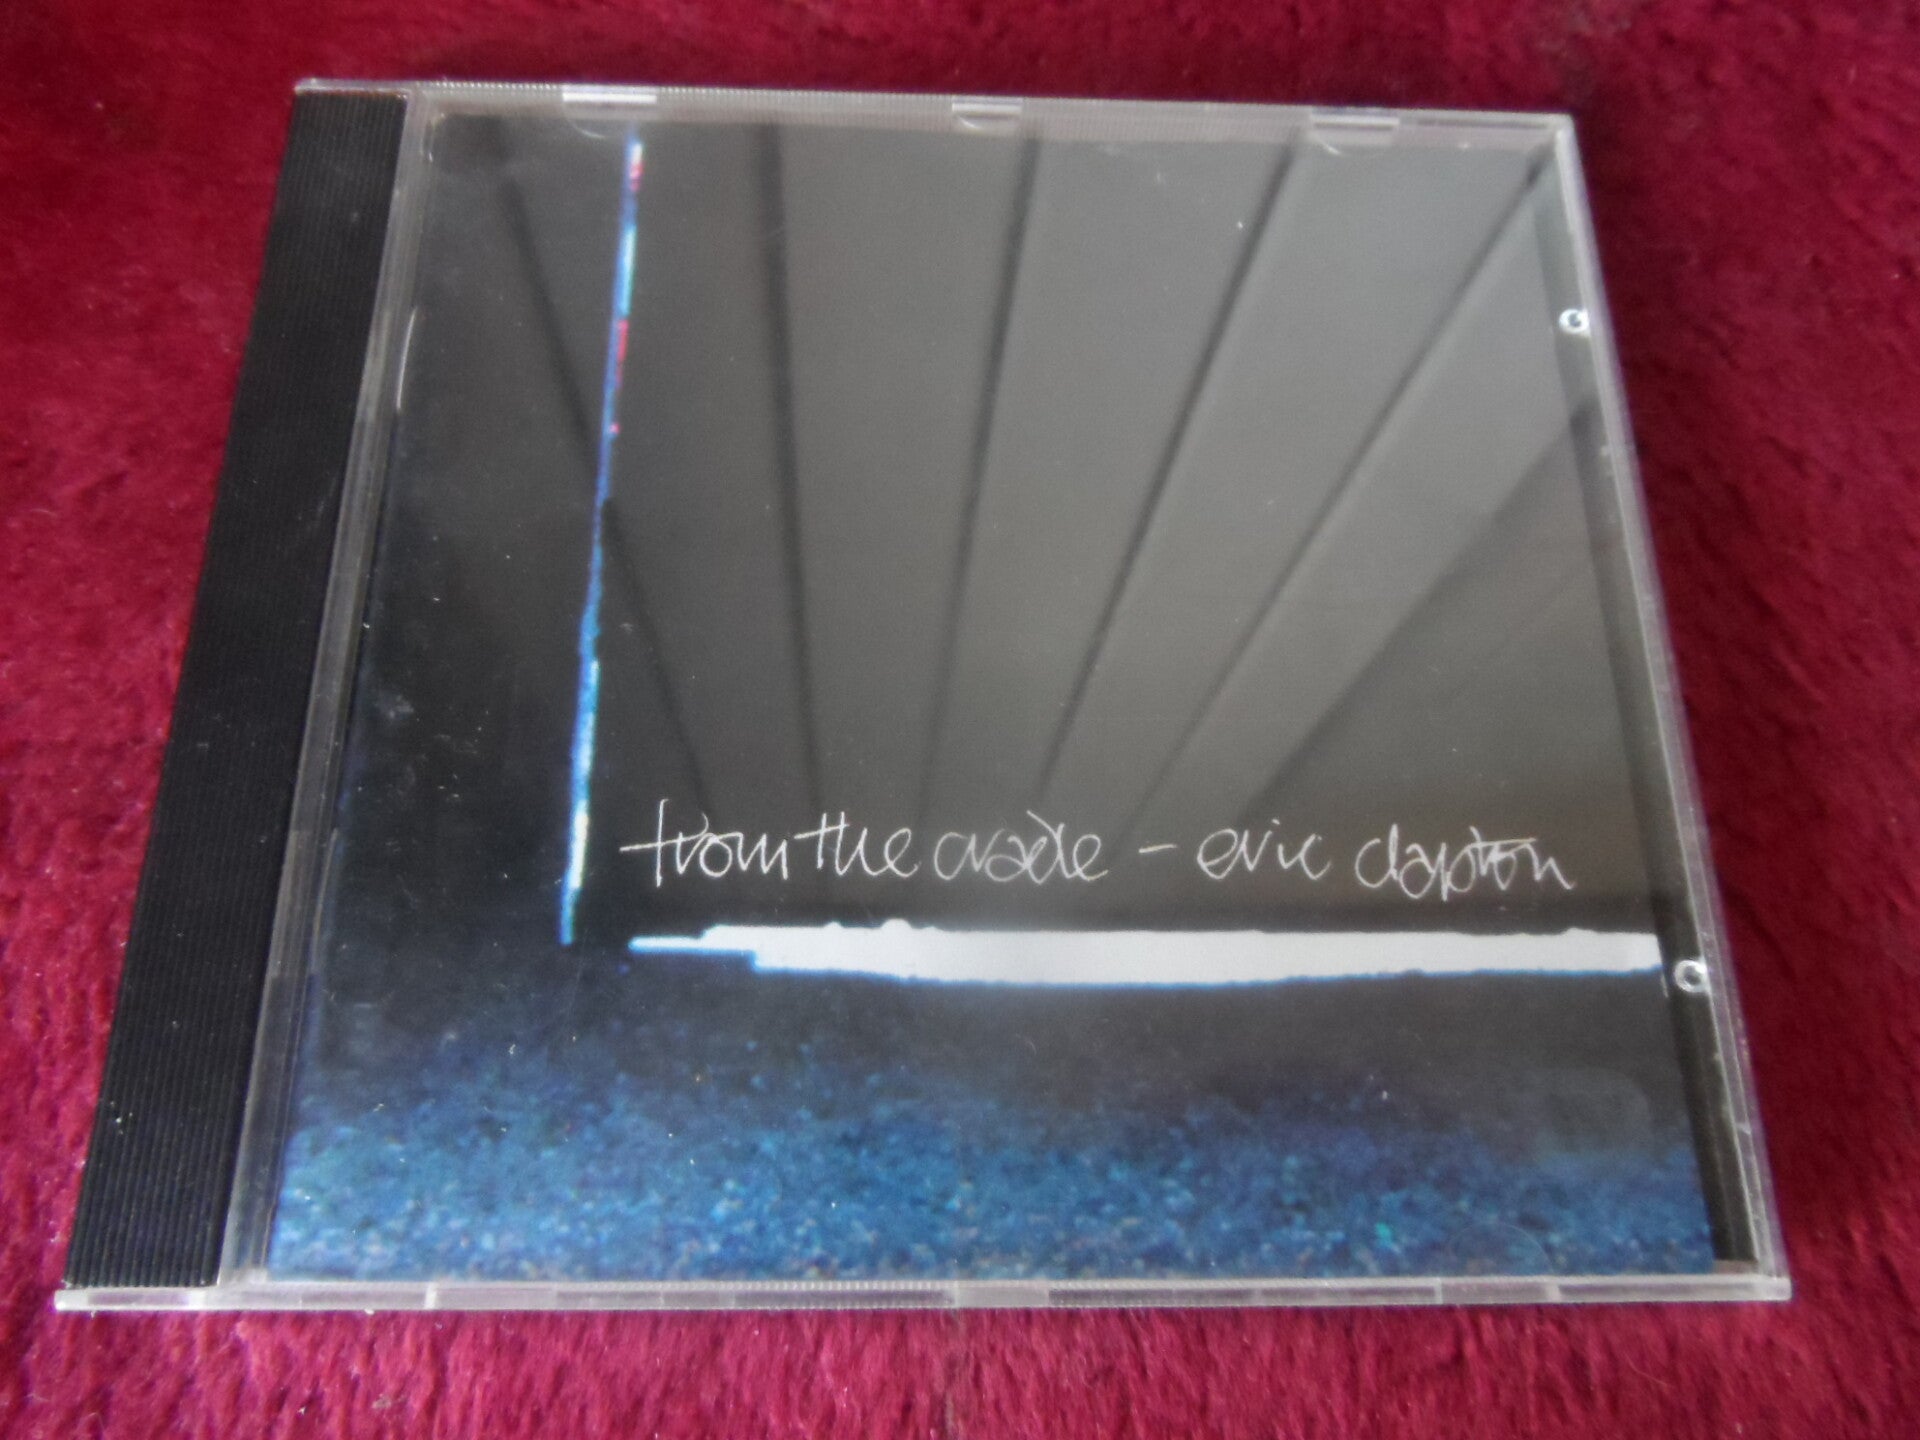 from the cradle - eric clapton